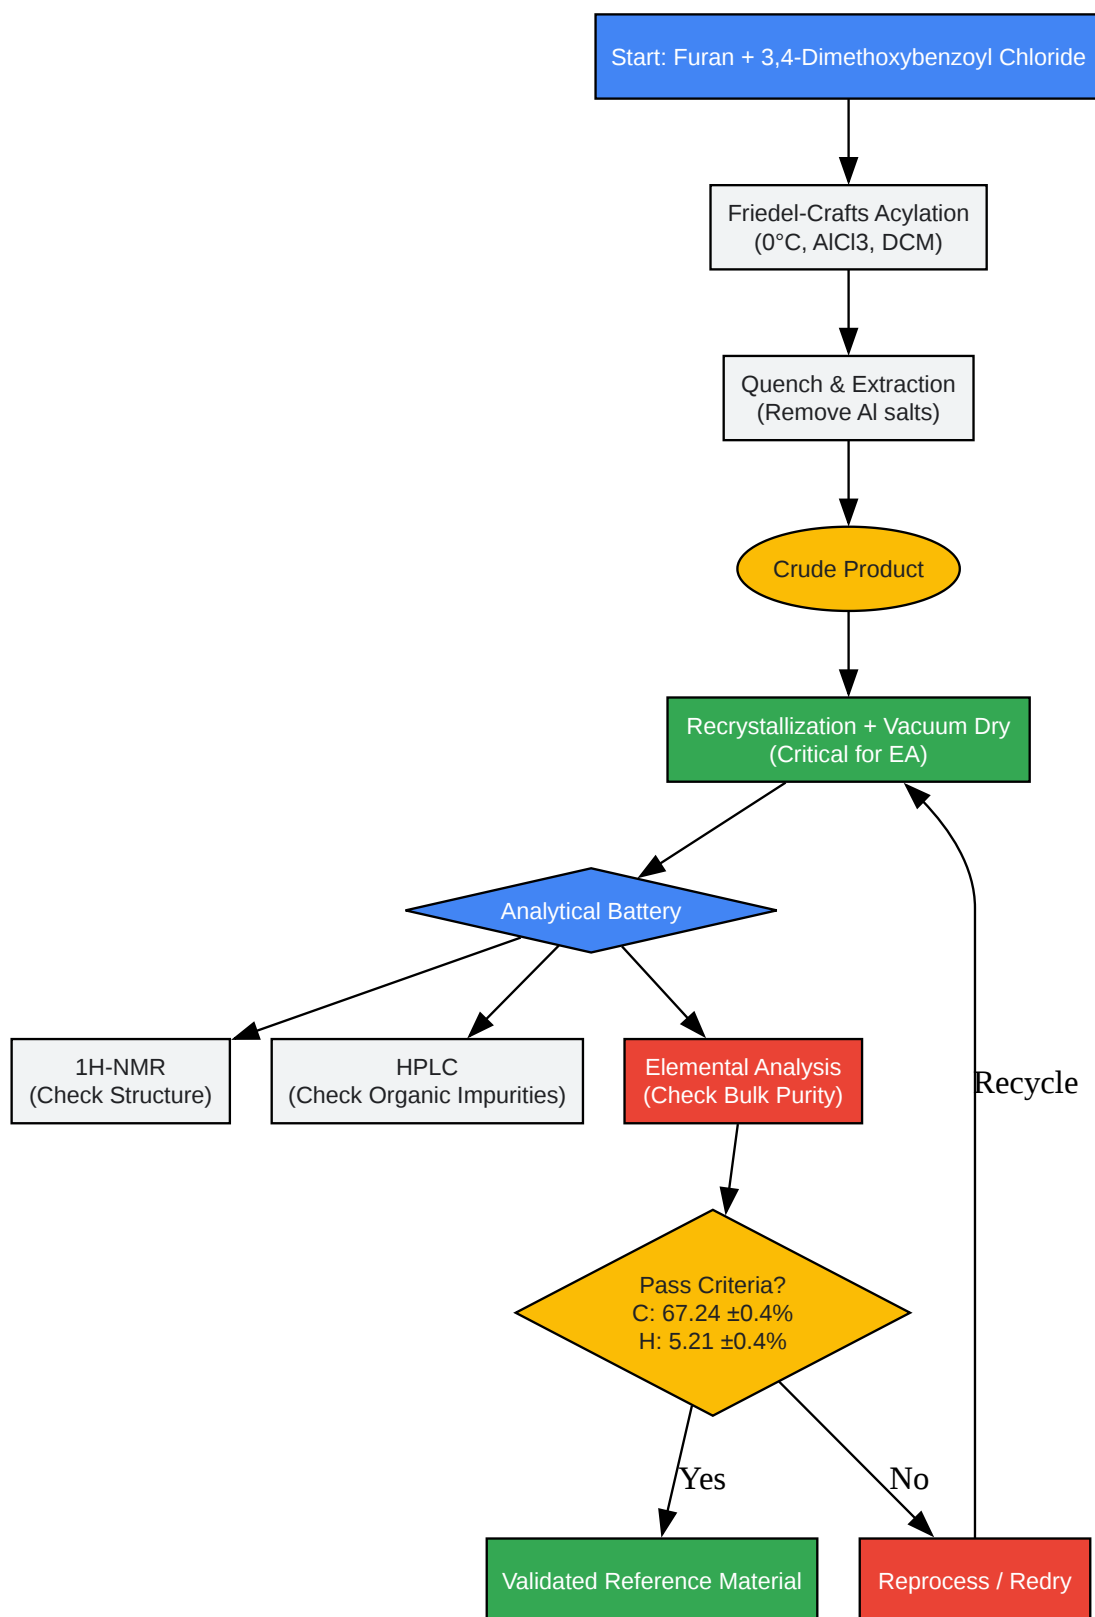 Start: Furan + 3,4-Dimethoxybenzoyl Chloride
Friedel-Crafts Acylation
(0°C, AlCl3, DCM)
Quench & Extraction
(Remove Al salts)
Crude Product
Recrystallization + Vacuum Dry
(Critical for EA)
Analytical Battery
1H-NMR
(Check Structure)
HPLC
(Check Organic Impurities)
Elemental Analysis
(Check Bulk Purity)
Recycle
Pass Criteria?
C: 67.24 ±0.4%
H: 5.21 ±0.4%
Yes
No
Validated Reference Material
Reprocess / Redry